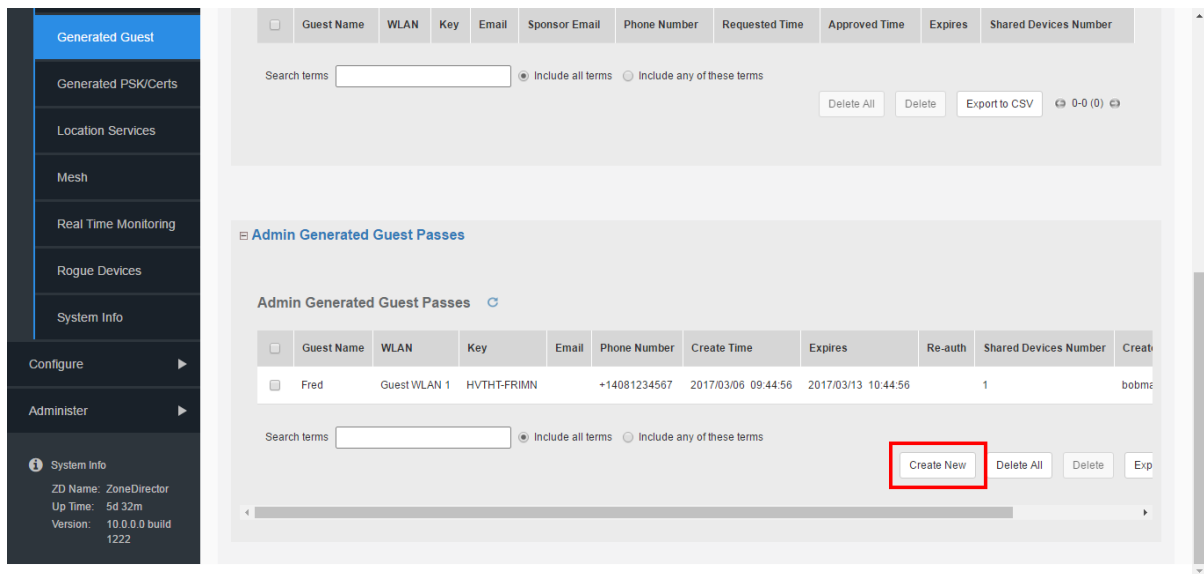 Generated Guest
Generated PSK/Certs
Location Services
Mesh
Real Time Monitoring
Rogue Devices
System Info
Configure
Administer
System Info
ZD Name: ZoneDirector
Up Time: 5d 32m
Version: 10.0.0.0 build
1222
Guest Name WLAN Key Email Sponsor Email Phone Number Requested Time Approved Time Expires Shared Devices Number
Search terms Include all terms Include any of these terms
Delete All Delete Export to CSV 0-0 (0)
Admin Generated Guest Passes
Admin Generated Guest Passes
Guest Name WLAN Key Email Phone Number Create Time Expires Re-auth Shared Devices Number Creat
Fred Guest WLAN 1 HVTHT-FRIMN +14081234567 2017/03/06 09:44:56 2017/03/13 10:44:56 1 bobma
Search terms Include all terms Include any of these terms
Create New Delete All Delete Exp